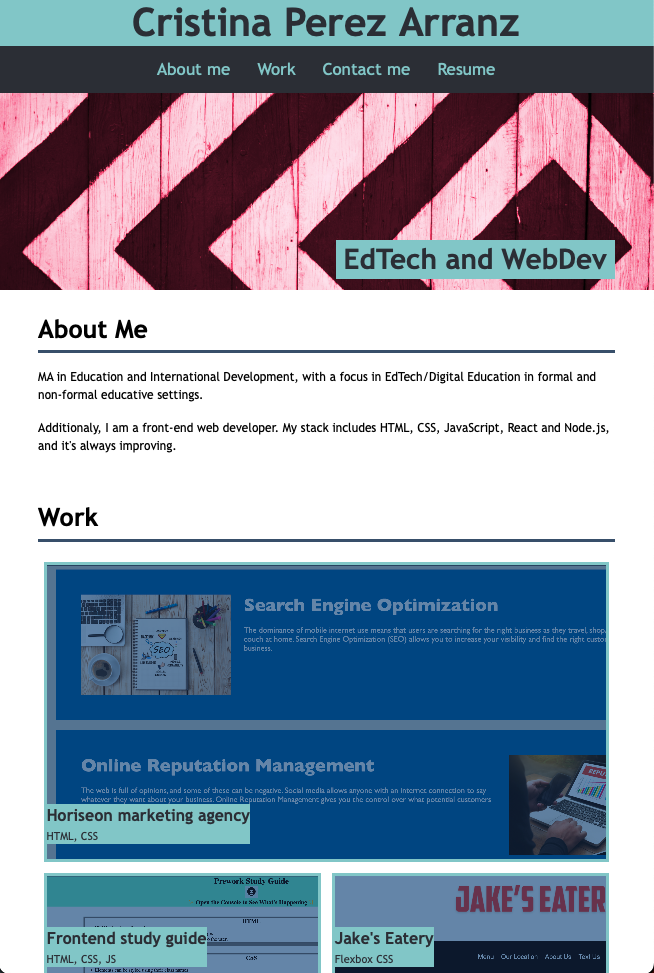 Cristina Perez Arranz
About me Work Contact me Resume
EdTech and WebDev
About Me
MA in Education and International Development, with a focus in EdTech/Digital Education in formal and
non-formal educative settings.
Additionaly, I am a front-end web developer. My stack includes HTML, CSS, JavaScript, React and Node.js,
and it's always improving.
Work
Search Engine Optimization
The dominance of mobile internet use means that users are searching for the right business as they travel, shop,
couch at home. Search Engine Optimization (SEO) allows you to increase your visibility and find the right custo
business.
SEO
Online Reputation Management
The web is full of opinions, and some of these can be negative. Social media allows anyone with an internet connection to say
whatever they want about your business. Online Reputation Management gives you the control over what potential customers
REPU
Horiseon marketing agency
HTML, CSS
Prework Study Guide
Open the Console to See What's Happening
HTML
Frontend study guide
HTML, CSS, JS
CSS
JAKE'S EATER
Jake's Eatery
Flexbox CSS
Menu Our Location About Us Text Us